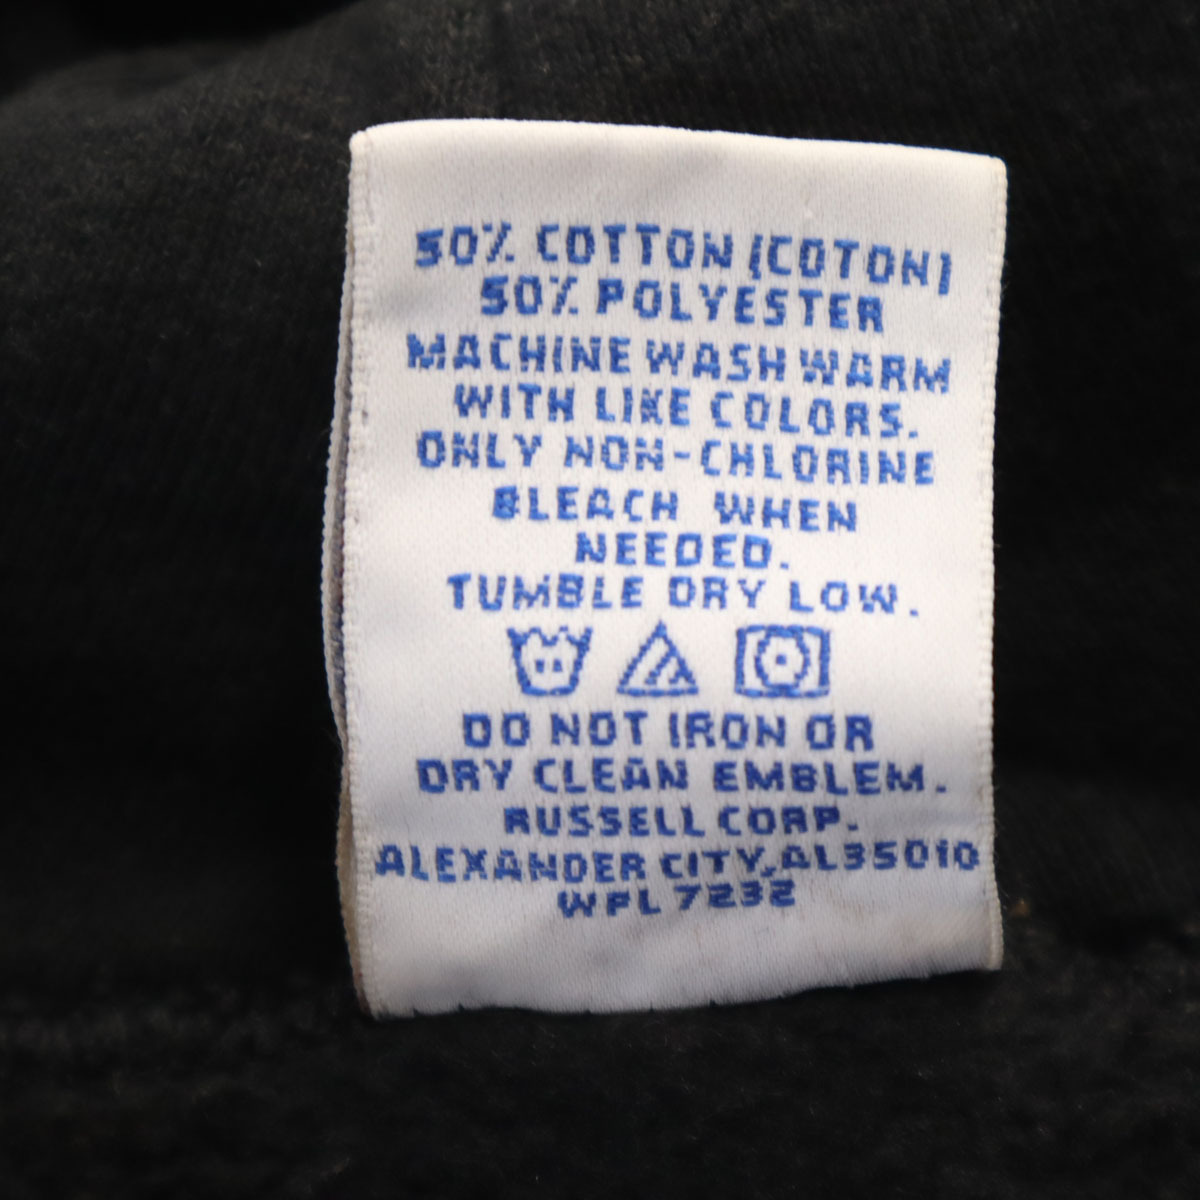 50% COTTON (COTON)
50% POLYESTER
MACHINE WASH WARM
WITH LIKE COLORS.
ONLY NON-CHLORINE
BLEACH WHEN
NEEDED.
TUMBLE DRY LOW.
DO NOT IRON OR
DRY CLEAN EMBLEM.
RUSSELL CORP.
ALEXANDER CITY, AL35010
WPL 7232